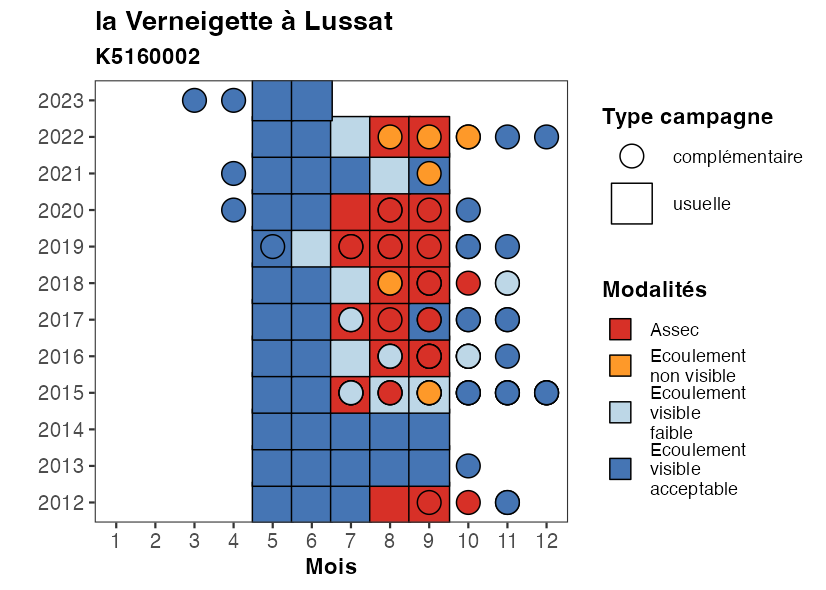 la Verneigette à Lussat
K5160002
2023
2022
2021
2020
2019
2018
2017
2016
2015
2014
2013
2012
1 2 3 4 5 6 7 8 9 10 11 12
Mois
Type campagne
complémentaire
usuelle
Modalités
Assec
Ecoulement
non visible
Ecoulement
visible
faible
Ecoulement
visible
acceptable